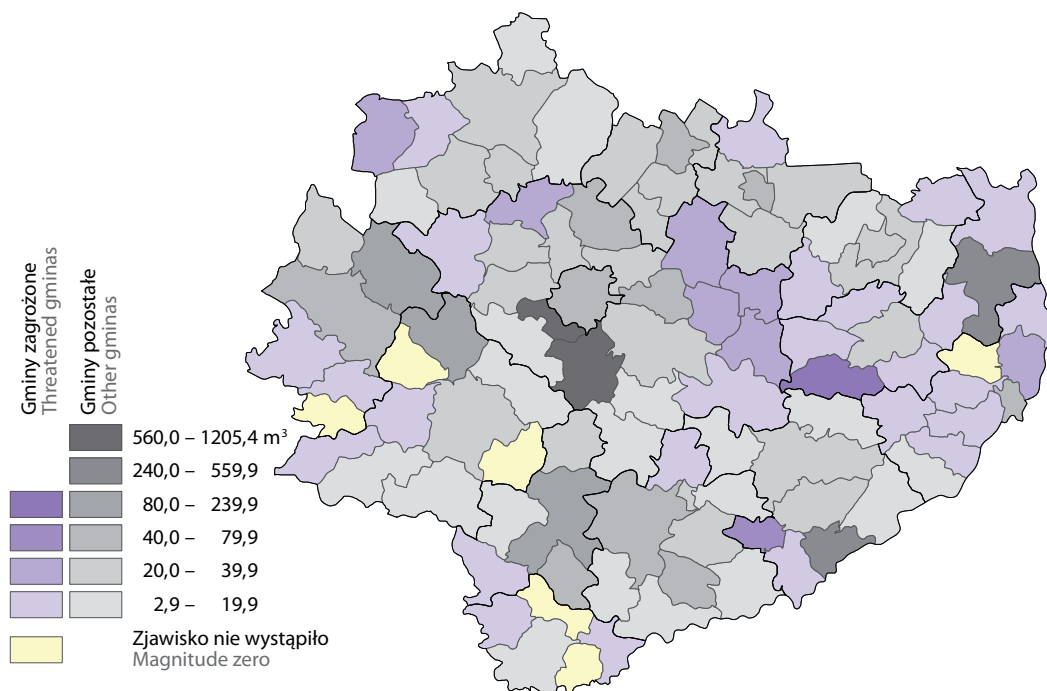 Gminy zagrożone
Threatened gminas
Gminy pozostałe
Other gminas
560,0 – 1205,4 m³
240,0 – 559,9
80,0 – 239,9
40,0 – 79,9
20,0 – 39,9
2,9 – 19,9
Zjawisko nie wystąpiło
Magnitude zero